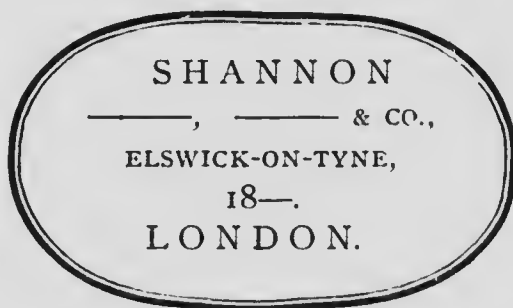 SHANNON
———, ——— & CO.,
ELSWICK-ON-TYNE,
18—.
LONDON.